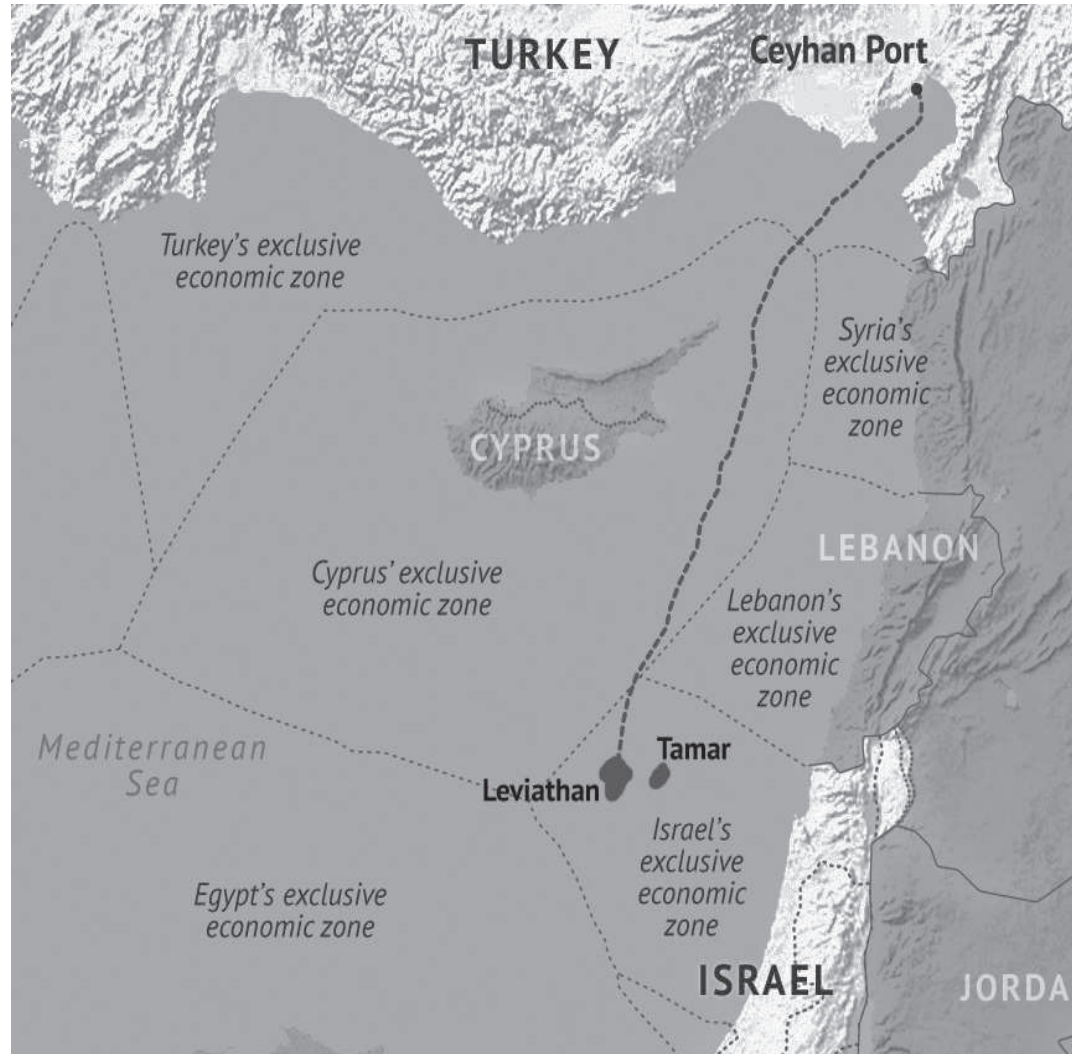 TURKEY
Ceyhan Port
Turkey's exclusive
economic zone
Syria's
exclusive
economic
zone
CYPRUS
LEBANON
Cyprus' exclusive
economic zone
Lebanon's
exclusive
economic
zone
Mediterranean
Sea
Tamar
Leviathan
Israel's
exclusive
economic
zone
Egypt's exclusive
economic zone
ISRAEL
JORDA